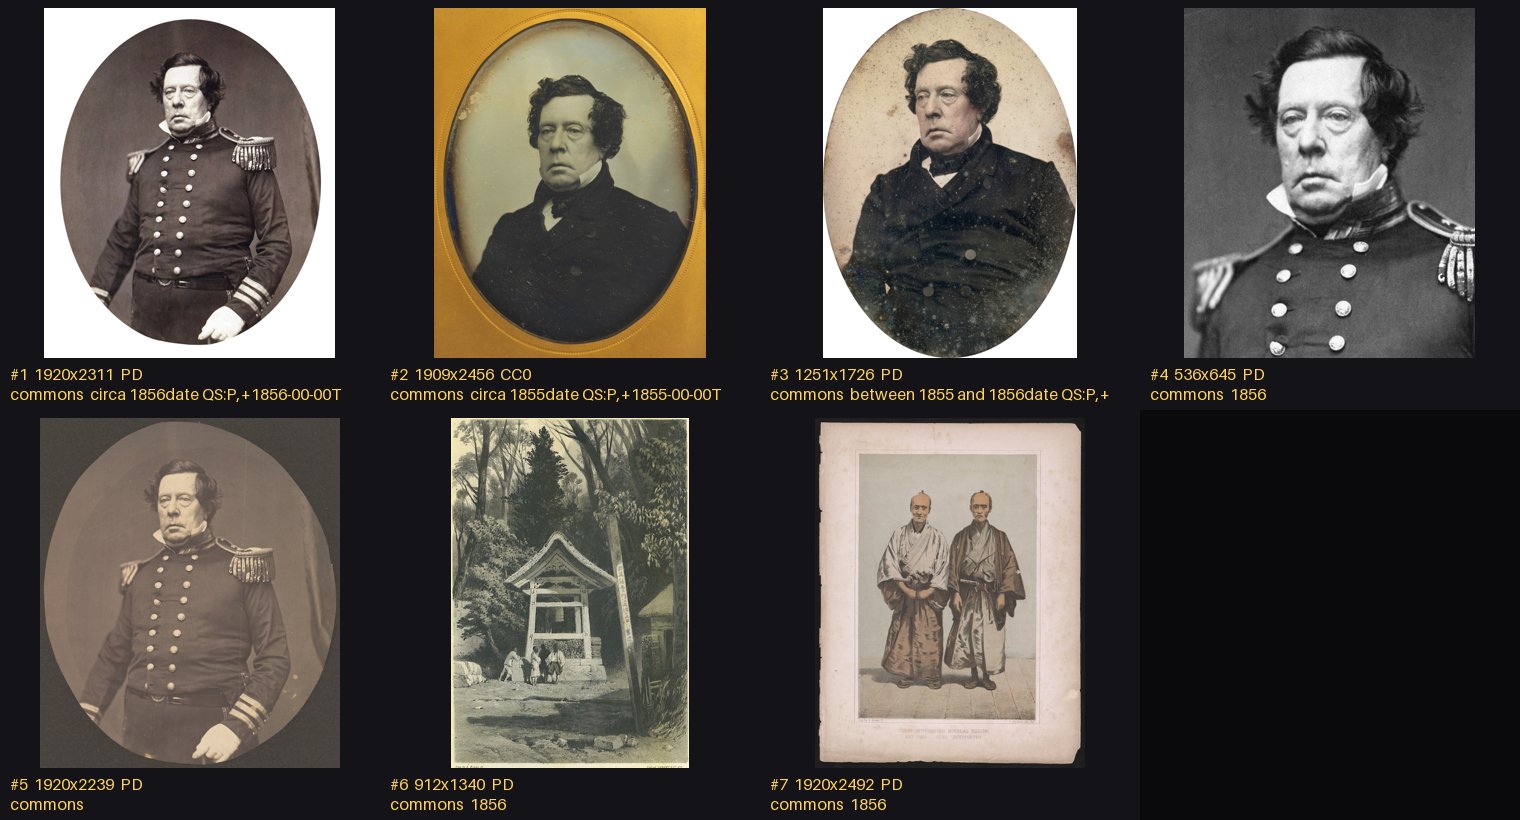 #1 1920x2311 PD
commons circa 1856date QS:P,+1856-00-00T
#2 1909x2456 CC0
commons circa 1855date QS:P,+1855-00-00T
#3 1251x1726 PD
commons between 1855 and 1856date QS:P,+
#4 536x645 PD
commons 1856
#5 1920x2239 PD
commons
#6 912x1340 PD
commons 1856
#7 1920x2492 PD
commons 1856